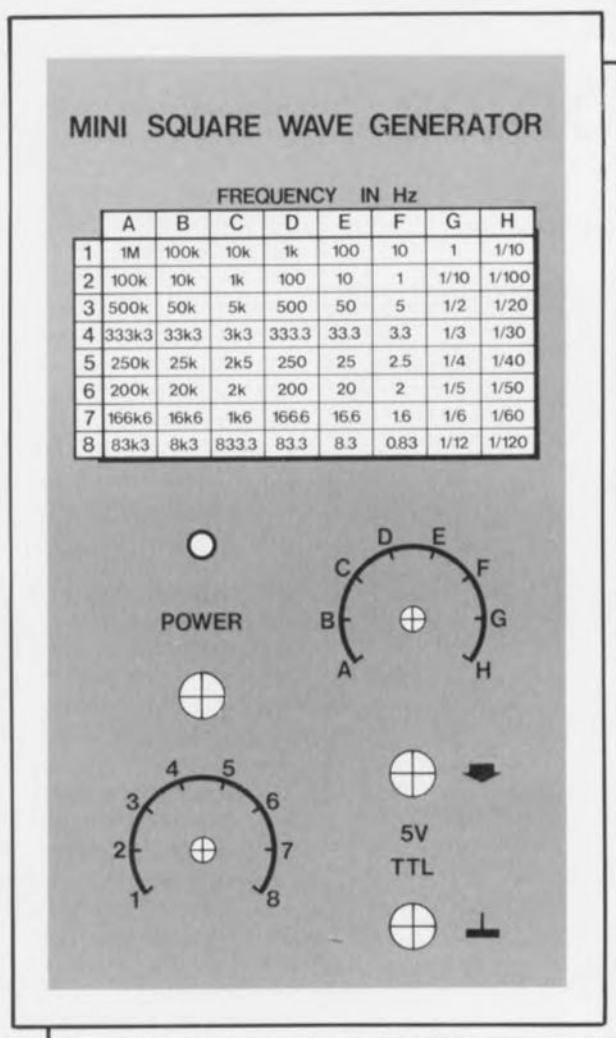 MINI SQUARE WAVE GENERATOR
FREQUENCY IN Hz
A B C D E F G H
1 1M 100k 10k 1k 100 10 1 1/10
2 100k 10k 1k 100 10 1 1/10 1/100
3 500k 50k 5k 500 50 5 1/2 1/20
4 333k3 33k3 3k3 333.3 33.3 3.3 1/3 1/30
5 250k 25k 2k5 250 25 2.5 1/4 1/40
6 200k 20k 2k 200 20 2 1/5 1/50
7 166k6 16k6 1k6 166.6 16.6 1.6 1/6 1/60
8 83k3 8k3 833.3 83.3 8.3 0.83 1/12 1/120
POWER
A B C D E F G H
1 2 3 4 5 6 7 8
5V
TTL